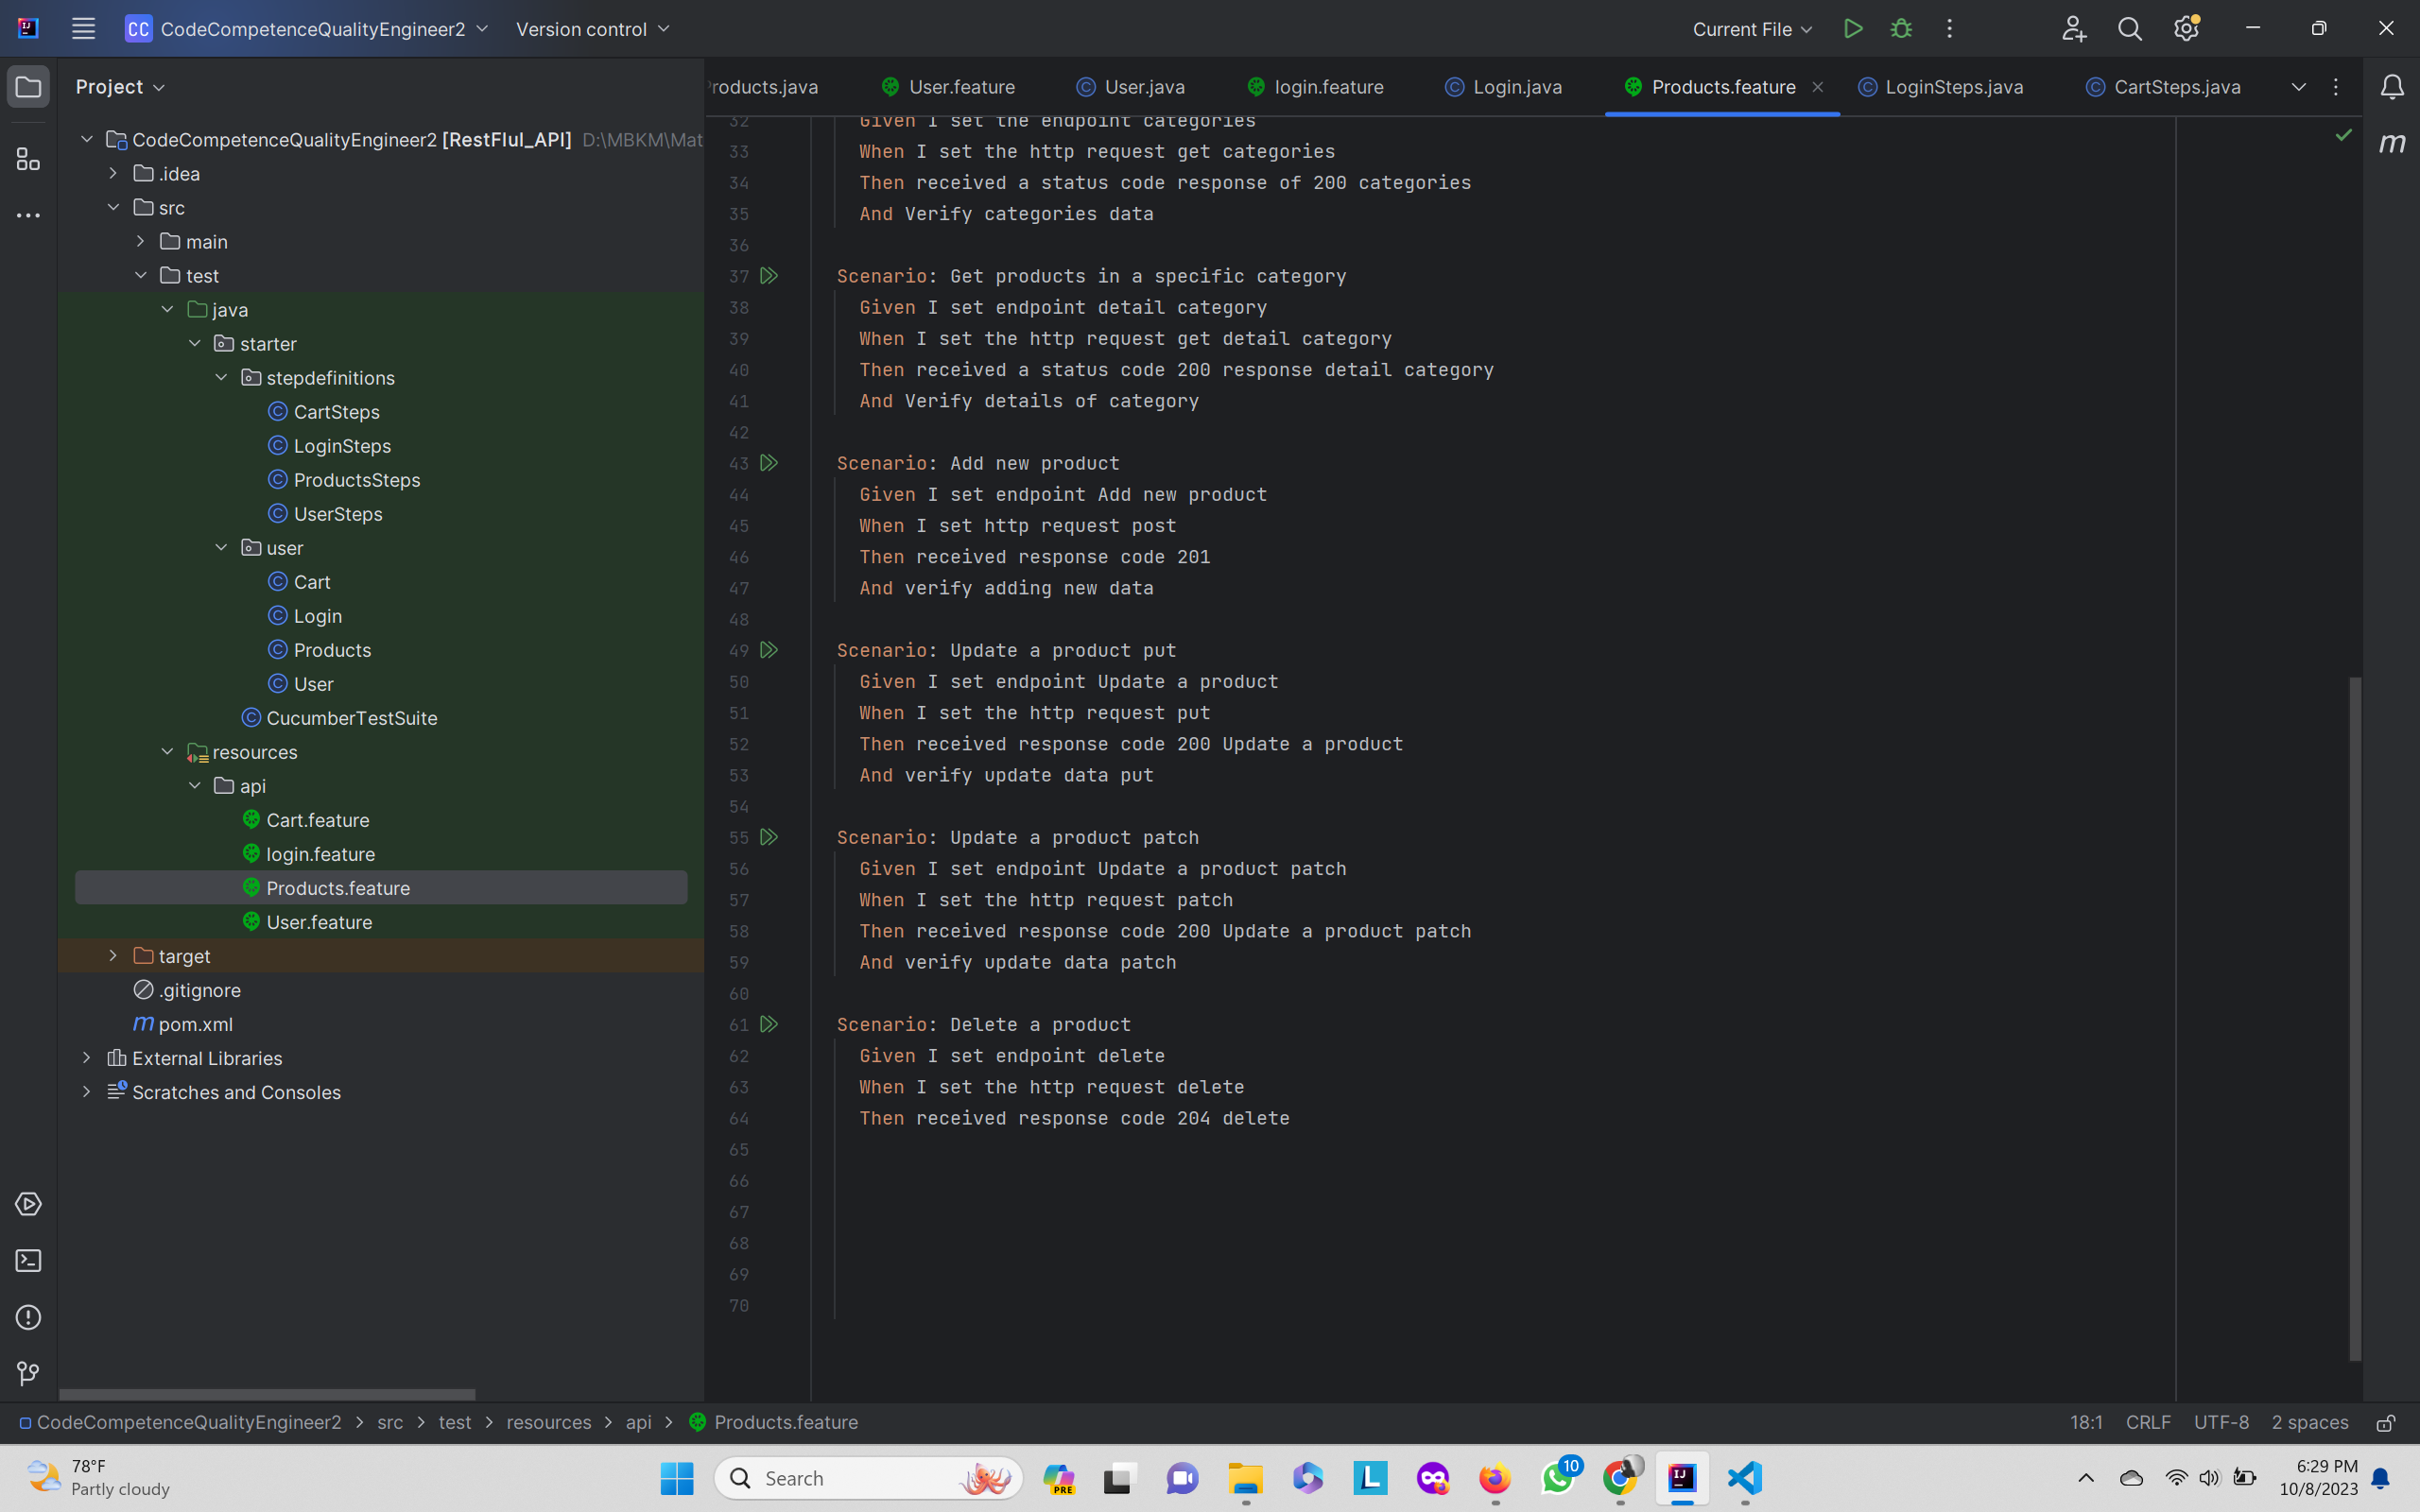 CC CodeCompetenceQualityEngineer2 Version control Current File
Project
roducts.java User.feature User.java login.feature Login.java Products.feature LoginSteps.java CartSteps.java
CodeCompetenceQualityEngineer2 [RestFlul_API] D:\MBKM\Mat
.idea
src
main
test
java
starter
stepdefinitions
CartSteps
LoginSteps
ProductsSteps
UserSteps
user
Cart
Login
Products
User
CucumberTestSuite
resources
api
Cart.feature
login.feature
Products.feature
User.feature
target
.gitignore
m pom.xml
External Libraries
Scratches and Consoles
32 Given I set the endpoint categories
33 When I set the http request get categories
34 Then received a status code response of 200 categories
35 And Verify categories data
36
37 Scenario: Get products in a specific category
38 Given I set endpoint detail category
39 When I set the http request get detail category
40 Then received a status code 200 response detail category
41 And Verify details of category
42
43 Scenario: Add new product
44 Given I set endpoint Add new product
45 When I set http request post
46 Then received response code 201
47 And verify adding new data
48
49 Scenario: Update a product put
50 Given I set endpoint Update a product
51 When I set the http request put
52 Then received response code 200 Update a product
53 And verify update data put
54
55 Scenario: Update a product patch
56 Given I set endpoint Update a product patch
57 When I set the http request patch
58 Then received response code 200 Update a product patch
59 And verify update data patch
60
61 Scenario: Delete a product
62 Given I set endpoint delete
63 When I set the http request delete
64 Then received response code 204 delete
65
66
67
68
69
70
m
CodeCompetenceQualityEngineer2 > src > test > resources > api > Products.feature 18:1 CRLF UTF-8 2 spaces
78°F
Partly cloudy
Search
PRE
L
10
IJ
6:29 PM
10/8/2023